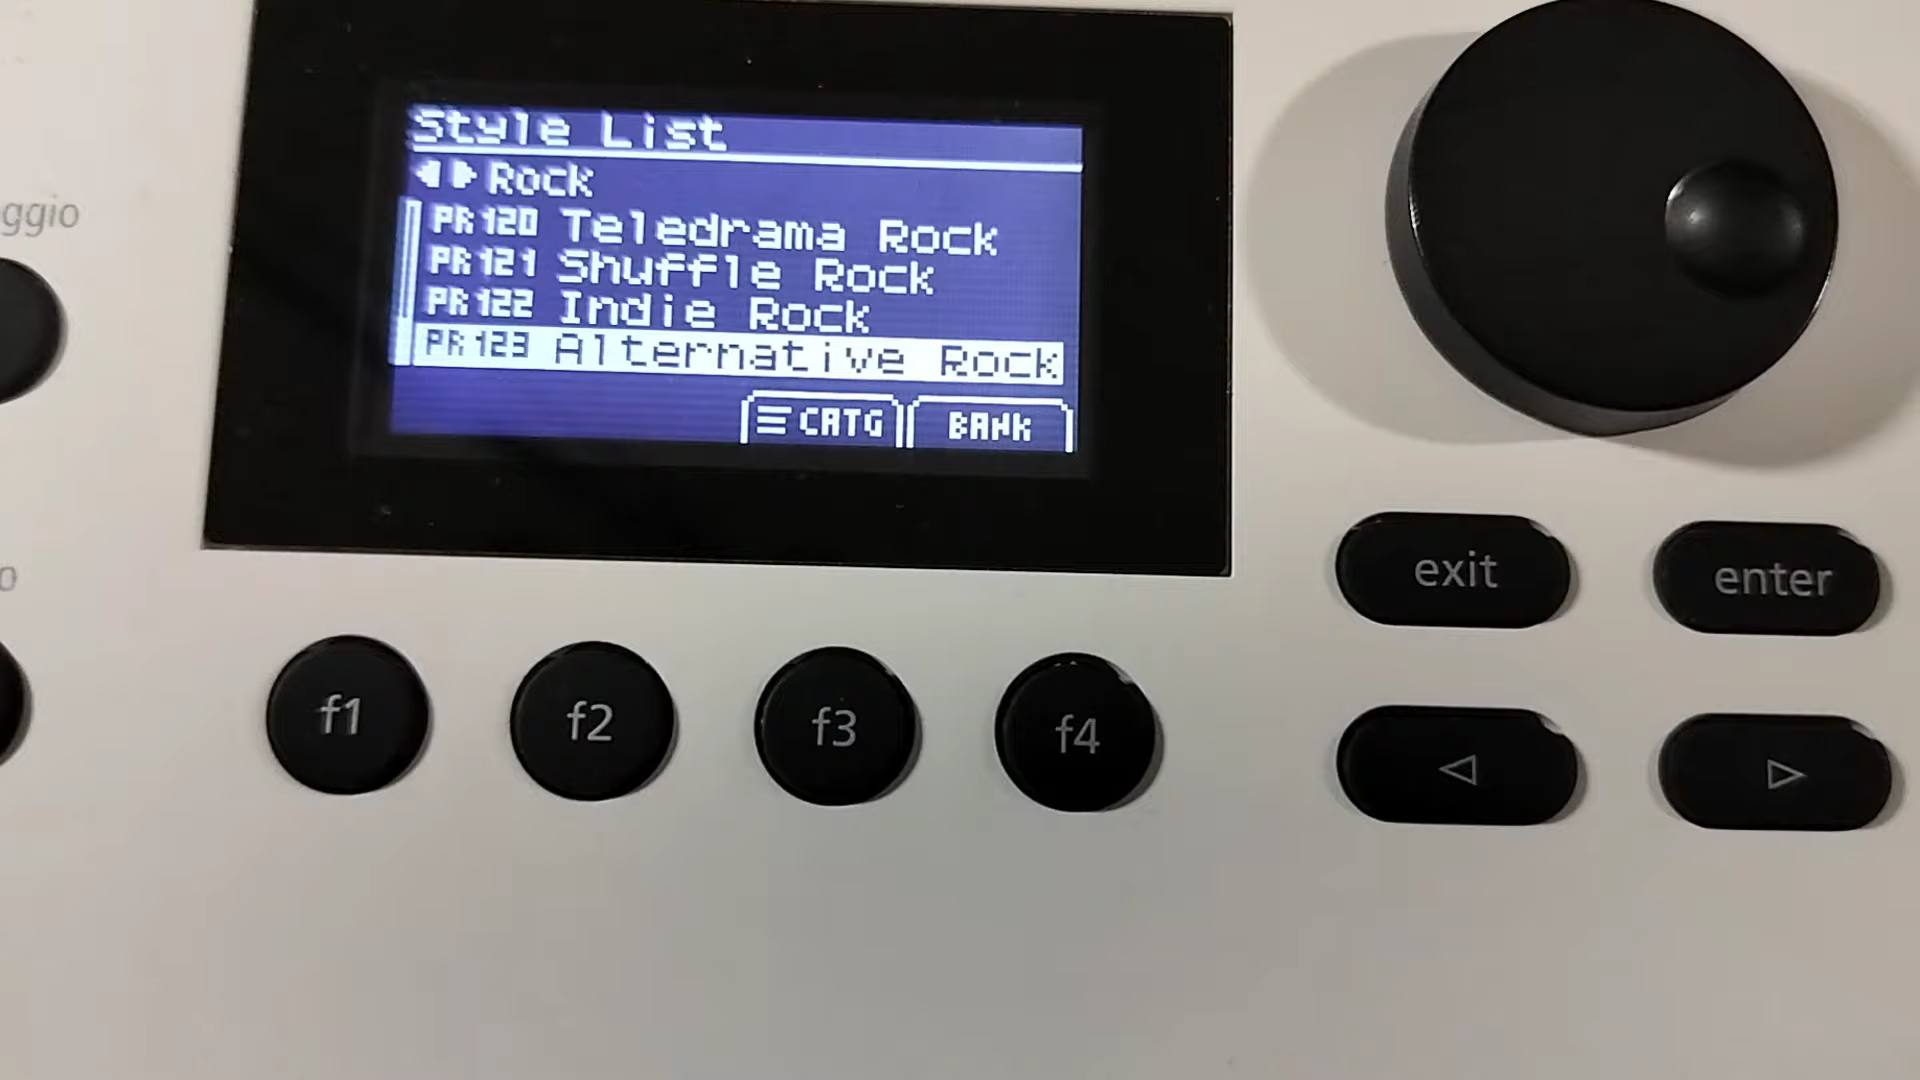 Style List
Rock
PR 120 Teledrama Rock
PR 121 Shuffle Rock
PR 122 Indie Rock
PR 123 Alternative Rock
CATG BANK
ggio
o
exit enter
f1 f2 f3 f4